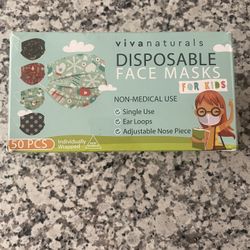 vivanaturals
DISPOSABLE
FACE MASKS
FOR KIDS
NON-MEDICAL USE
✓ Single Use
✓ Ear Loops
✓ Adjustable Nose Piece
50 PCS
Individually
Wrapped